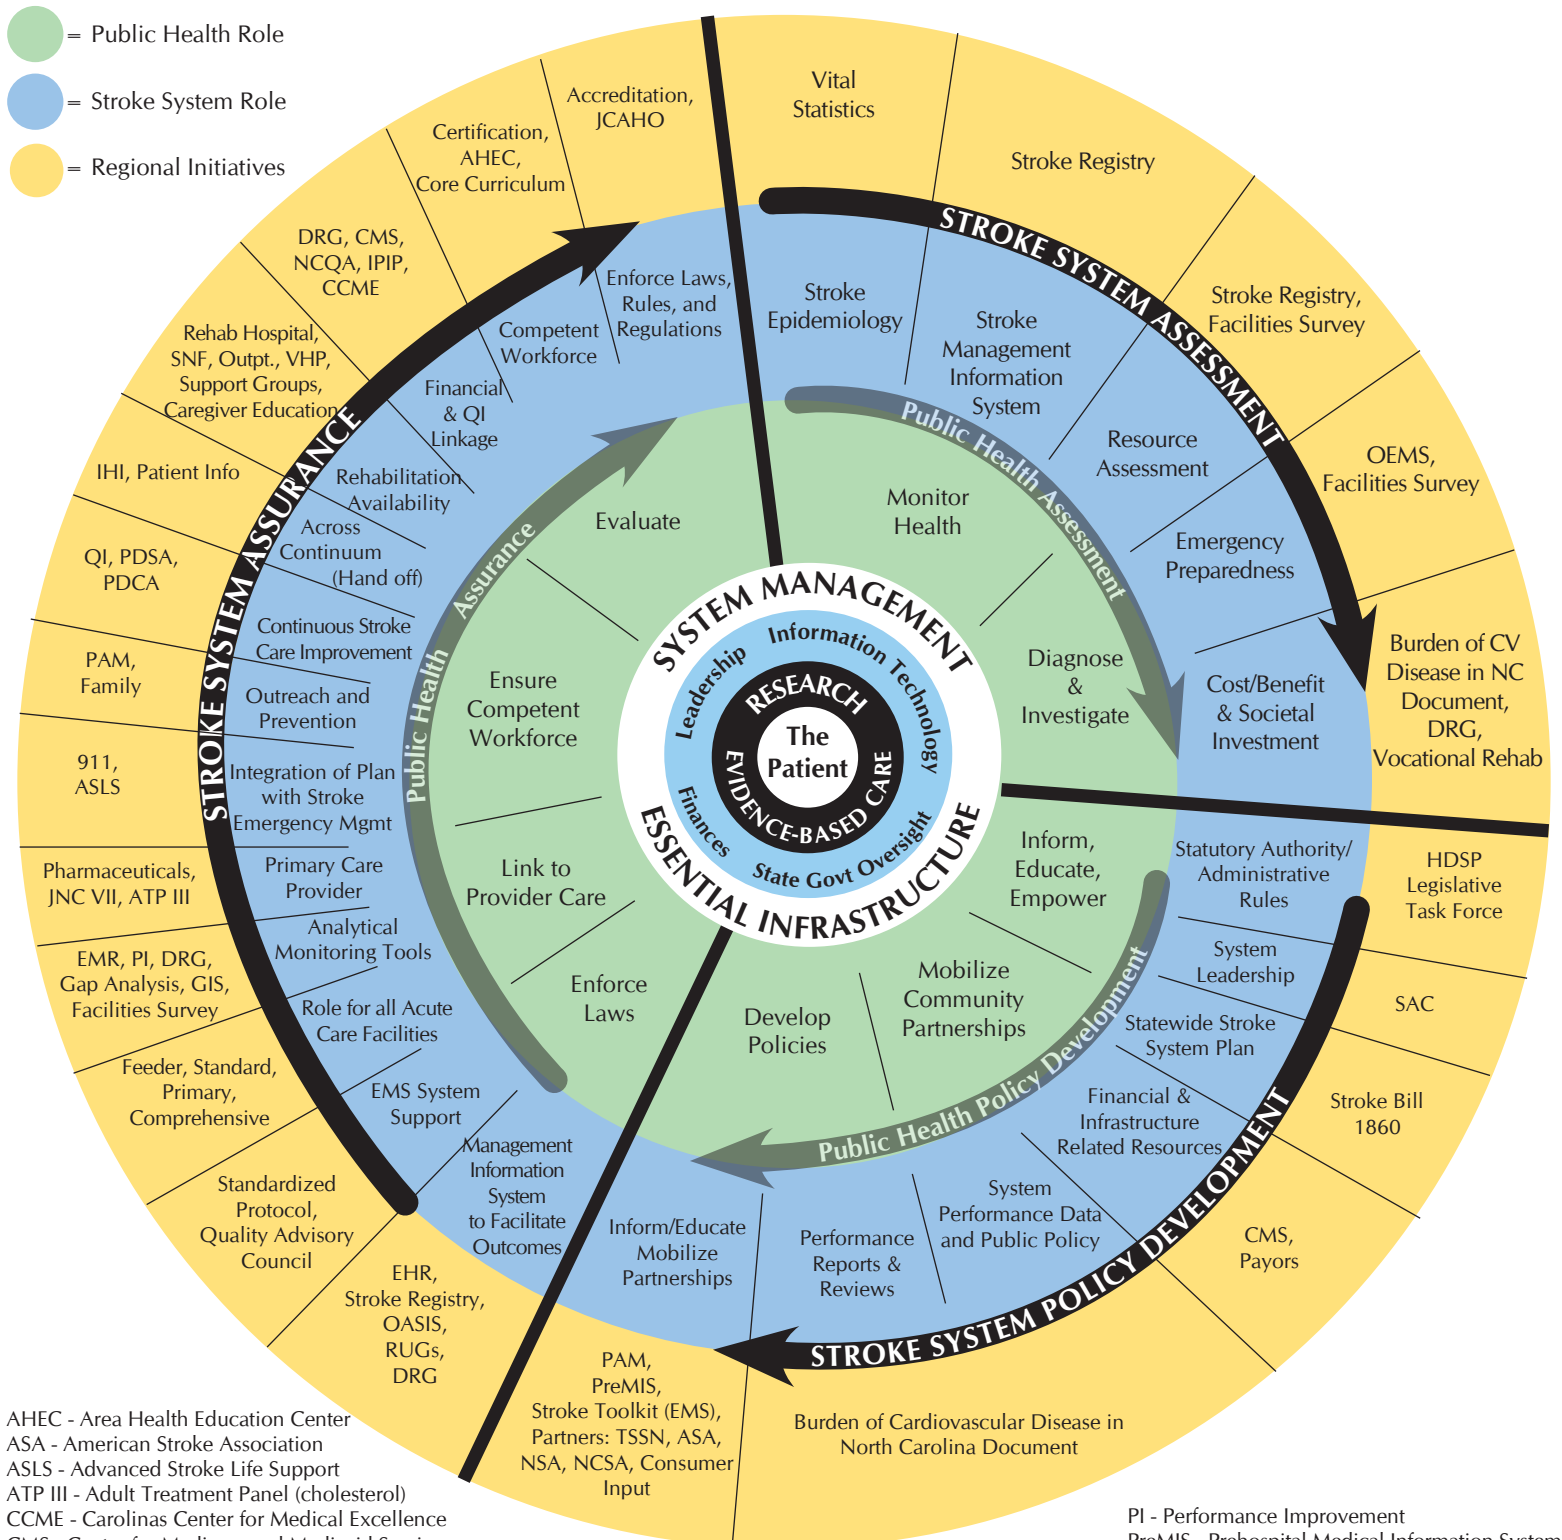 = Public Health Role
= Stroke System Role
= Regional Initiatives
Vital
Statistics
Stroke Registry
Stroke Registry,
Facilities Survey
OEMS,
Facilities Survey
Burden of CV
Disease in NC
Document,
DRG,
Vocational Rehab
HDSP
Legislative
Task Force
SAC
Stroke Bill
1860
CMS,
Payors
Burden of Cardiovascular Disease in
North Carolina Document
PAM,
PreMIS,
Stroke Toolkit (EMS),
Partners: TSSN, ASA,
NSA, NCSA, Consumer
Input
EHR,
Stroke Registry,
OASIS,
RUGs,
DRG
Standardized
Protocol,
Quality Advisory
Council
Feeder, Standard,
Primary,
Comprehensive
EMR, PI, DRG,
Gap Analysis, GIS,
Facilities Survey
Pharmaceuticals,
JNC VII, ATP III
911,
ASLS
PAM,
Family
QI, PDSA,
PDCA
IHI, Patient Info
Rehab Hospital,
SNF, Outpt., VHP,
Support Groups,
Caregiver Education
DRG, CMS,
NCQA, IPIP,
CCME
Certification,
AHEC,
Core Curriculum
Accreditation,
JCAHO
STROKE SYSTEM ASSESSMENT
STROKE SYSTEM POLICY DEVELOPMENT
STROKE SYSTEM ASSURANCE
Stroke
Epidemiology
Stroke
Management
Information
System
Resource
Assessment
Emergency
Preparedness
Cost/Benefit
& Societal
Investment
Statutory Authority/
Administrative
Rules
System
Leadership
Statewide Stroke
System Plan
Financial &
Infrastructure
Related Resources
System
Performance Data
and Public Policy
Performance
Reports &
Reviews
Inform/Educate
Mobilize
Partnerships
Management
Information
System
to Facilitate
Outcomes
EMS System
Support
Role for all Acute
Care Facilities
Analytical
Monitoring Tools
Primary Care
Provider
Integration of Plan
with Stroke
Emergency Mgmt
Outreach and
Prevention
Continuous Stroke
Care Improvement
Across
Continuum
(Hand off)
Rehabilitation
Availability
Financial
& QI
Linkage
Competent
Workforce
Enforce Laws,
Rules, and
Regulations
Public Health Assessment
Public Health Policy Development
Public Health Assurance
Monitor
Health
Diagnose
&
Investigate
Inform,
Educate,
Empower
Mobilize
Community
Partnerships
Develop
Policies
Enforce
Laws
Link to
Provider Care
Ensure
Competent
Workforce
Evaluate
SYSTEM MANAGEMENT
ESSENTIAL INFRASTRUCTURE
Leadership
Information Technology
State Govt Oversight
Finances
RESEARCH
EVIDENCE-BASED CARE
The
Patient
AHEC - Area Health Education Center
ASA - American Stroke Association
ASLS - Advanced Stroke Life Support
ATP III - Adult Treatment Panel (cholesterol)
CCME - Carolinas Center for Medical Excellence
PI - Performance Improvement
PreMIS - Prehospital Medical Information System